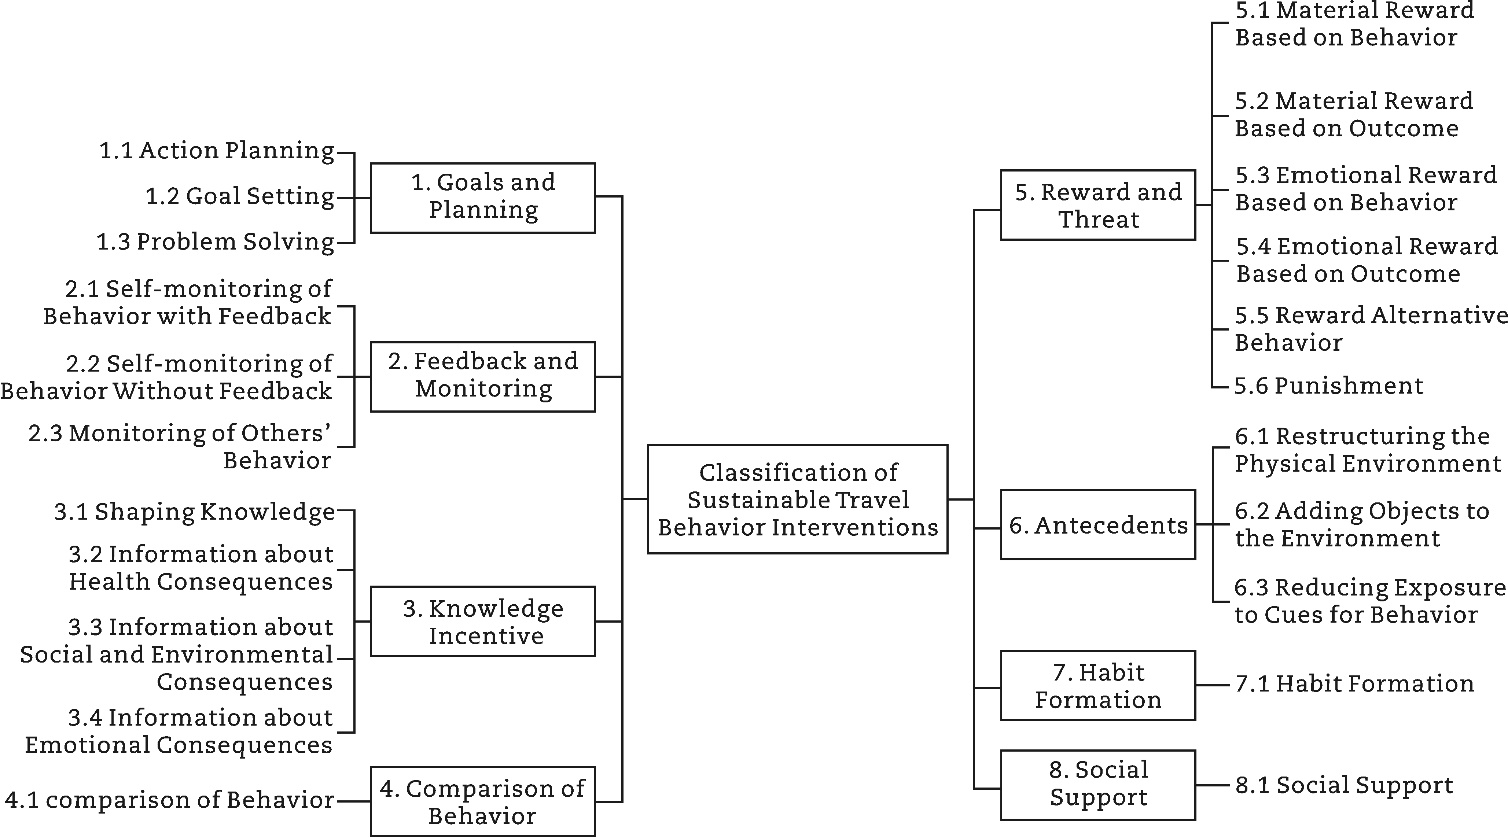 1.1 Action Planning
1.2 Goal Setting
1.3 Problem Solving
1. Goals and
Planning
2.1 Self-monitoring of
Behavior with Feedback
2.2 Self-monitoring of
Behavior Without Feedback
2.3 Monitoring of Others’
Behavior
2. Feedback and
Monitoring
3.1 Shaping Knowledge
3.2 Information about
Health Consequences
3.3 Information about
Social and Environmental
Consequences
3.4 Information about
Emotional Consequences
3. Knowledge
Incentive
4.1 comparison of Behavior
4. Comparison of
Behavior
Classification of
Sustainable Travel
Behavior Interventions
5. Reward and
Threat
5.1 Material Reward
Based on Behavior
5.2 Material Reward
Based on Outcome
5.3 Emotional Reward
Based on Behavior
5.4 Emotional Reward
Based on Outcome
5.5 Reward Alternative
Behavior
5.6 Punishment
6. Antecedents
6.1 Restructuring the
Physical Environment
6.2 Adding Objects to
the Environment
6.3 Reducing Exposure
to Cues for Behavior
7. Habit
Formation
7.1 Habit Formation
8. Social
Support
8.1 Social Support